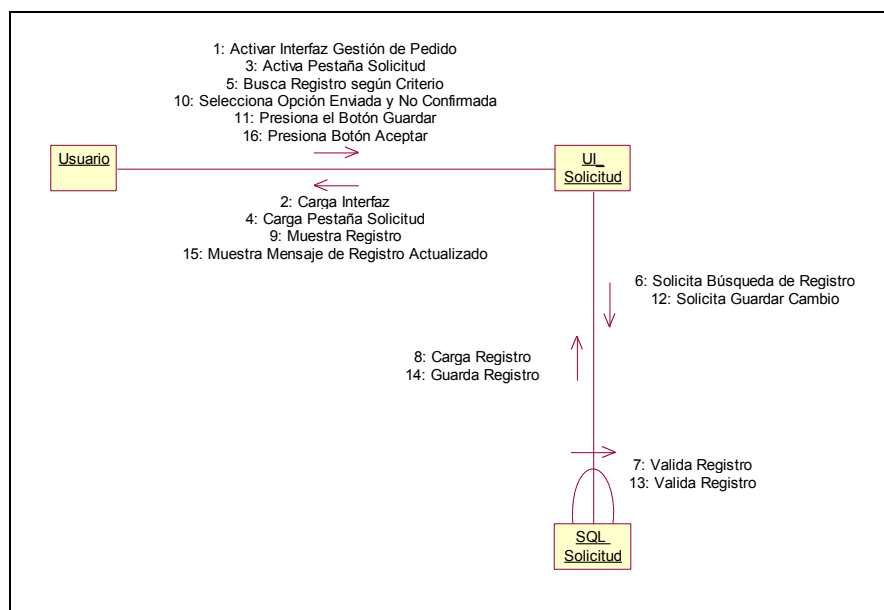 1: Activar Interfaz Gestión de Pedido
3: Activa Pestaña Solicitud
5: Busca Registro según Criterio
10: Selecciona Opción Enviada y No Confirmada
11: Presiona el Botón Guardar
16: Presiona Botón Aceptar
Usuario
UI_
Solicitud
2: Carga Interfaz
4: Carga Pestaña Solicitud
9: Muestra Registro
15: Muestra Mensaje de Registro Actualizado
6: Solicita Búsqueda de Registro
12: Solicita Guardar Cambio
8: Carga Registro
14: Guarda Registro
7: Valida Registro
13: Valida Registro
SQL_
Solicitud